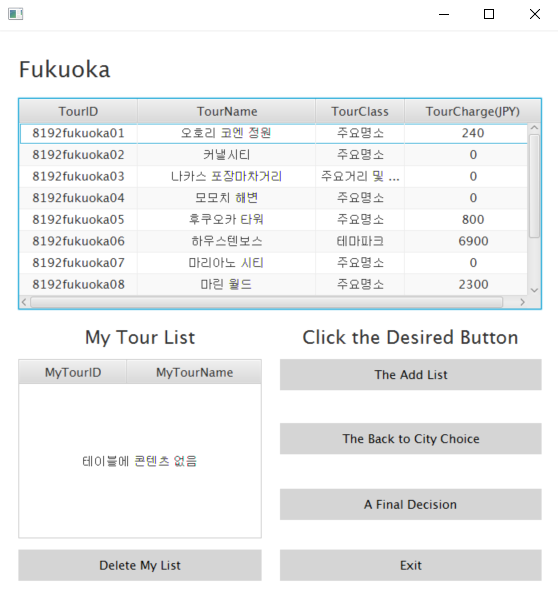 Fukuoka
TourID TourName TourClass TourCharge(JPY)
8192fukuoka01 오호리 코엔 정원 주요명소 240
8192fukuoka02 커낼시티 주요명소 0
8192fukuoka03 나카스 포장마차거리 주요거리 및 ... 0
8192fukuoka04 모모치 해변 주요명소 0
8192fukuoka05 후쿠오카 타워 주요명소 800
8192fukuoka06 하우스텐보스 테마파크 6900
8192fukuoka07 마리아노 시티 주요명소 0
8192fukuoka08 마린 월드 주요명소 2300
My Tour List Click the Desired Button
MyTourID MyTourName
The Add List
The Back to City Choice
테이블에 콘텐츠 없음
A Final Decision
Delete My List Exit